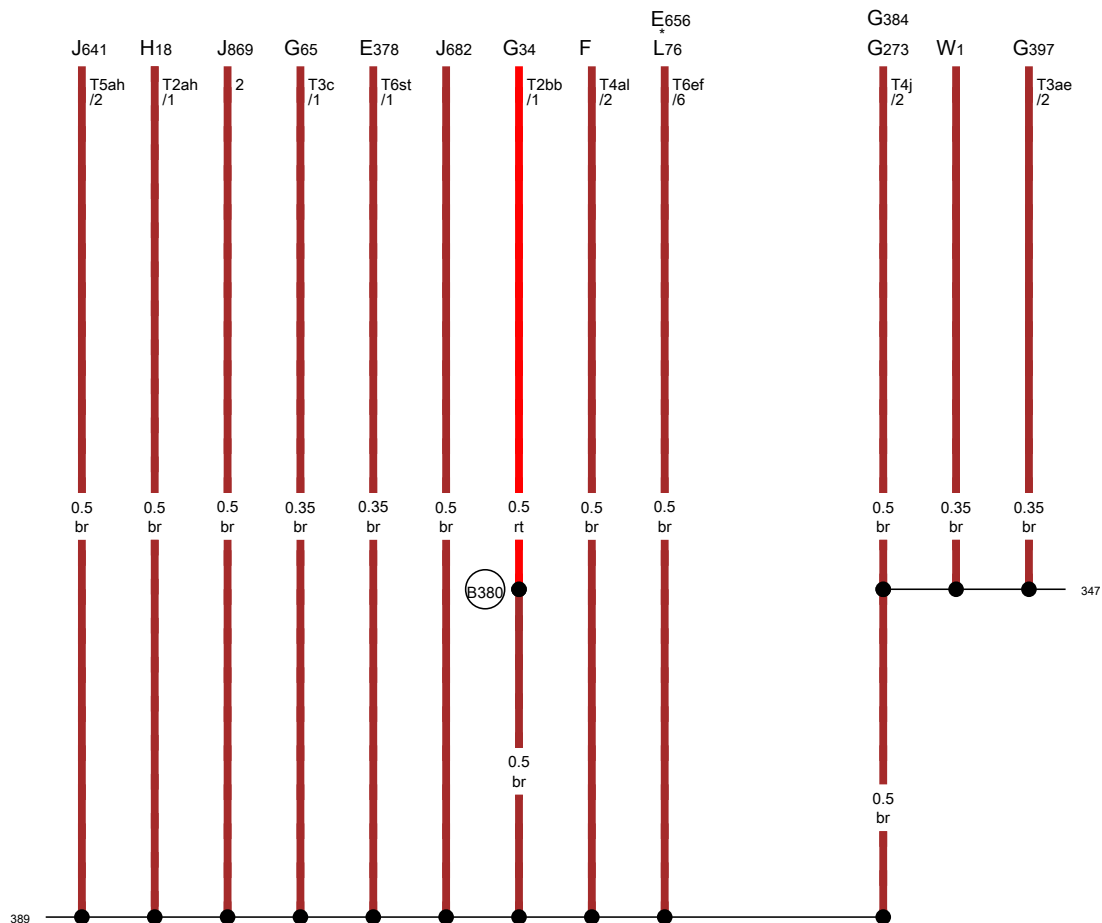 E656 G384
*
J641 H18 J869 G65 E378 J682 G34 F L76 G273 W1 G397
T5ah T2ah 2 T3c T6st T2bb T4al T6ef T4j T3ae
/2 /1 /1 /1 /1 /2 /6 /2 /2
0.5 0.5 0.5 0.35 0.35 0.5 0.5 0.5 0.5 0.5 0.35 0.35
br br br br br br rt br br br br br
B380 347
0.5
br
0.5
br
389